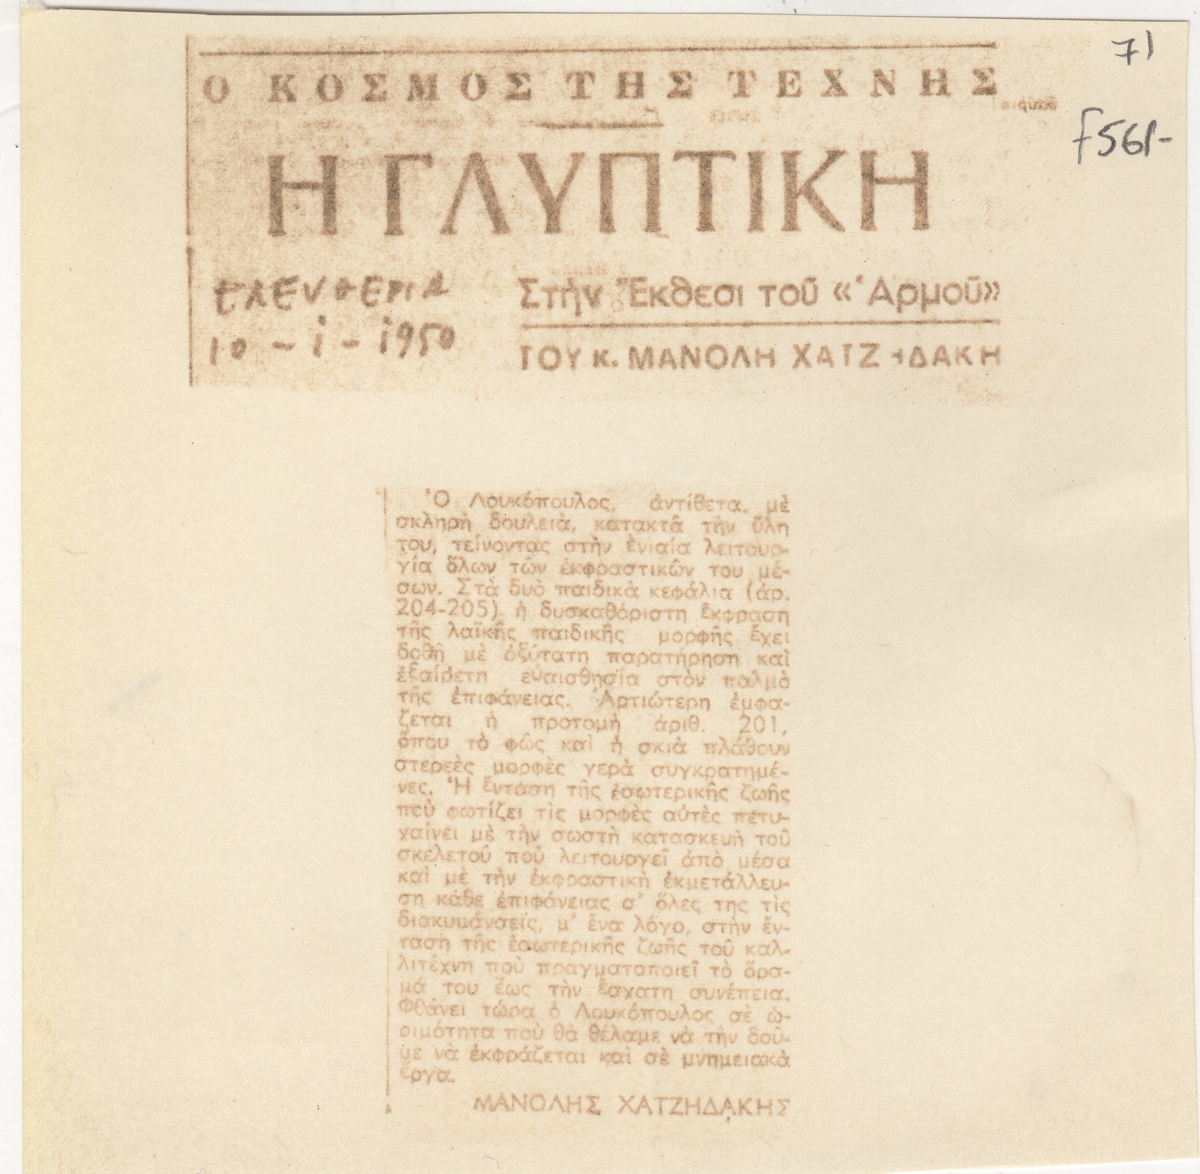 71
f561-
Ο ΚΟΣΜΟΣ ΤΗΣ ΤΕΧΝΗΣ
Η ΓΛΥΠΤΙΚΗ
ΕΛΕΥΘΕΡΙΑ
10 - i - i950
Στὴν Ἔκθεσι τοῦ «Ἁρμοῦ»
ΤΟΥ κ. ΜΑΝΟΛΗ ΧΑΤΖΗΔΑΚΗ
Ὁ Λουκόπουλος, ἀντίθετα, μὲ
σκληρὴ δουλειά, κατακτᾶ τὴν ὕλη
του, τείνοντας στὴν ἑνιαία λειτουρ-
γία ὅλων τῶν ἐκφραστικῶν του μέ-
σων. Στὰ δυὸ παιδικὰ κεφάλια (ἀρ.
204-205) ἡ δυσκαθόριστη ἔκφραση
τῆς λαϊκῆς παιδικῆς μορφῆς ἔχει
δοθῆ μὲ ὀξύτατη παρατήρηση καὶ
ἐξαίρετη εὐαισθησία στὸν παλμὸ
τῆς ἐπιφάνειας. Ἀρτιώτερη ἐμφα-
ζεται ἡ προτομὴ ἀριθ. 201,
ὅπου τὸ φῶς καὶ ἡ σκιὰ πλάθουν
στερεὲς μορφὲς γερὰ συγκρατημέ-
νες. Ἡ ἔνταση τῆς ἐσωτερικῆς ζωῆς
ποὺ φωτίζει τὶς μορφὲς αὐτὲς πετυ-
χαίνει μὲ τὴν σωστὴ κατασκευὴ τοῦ
σκελετοῦ ποὺ λειτουργεῖ ἀπὸ μέσα
καὶ μὲ τὴν ἐκφραστικὴ ἐκμετάλλευ-
ση κάθε ἐπιφάνειας σ' ὅλες της τὶς
διακυμάνσεις, μ' ἕνα λόγο, στὴν ἔν-
ταση τῆς ἐσωτερικῆς ζωῆς τοῦ καλ-
λιτέχνη ποὺ πραγματοποιεῖ τὸ ὅρα-
μά του ἕως τὴν ἔσχατη συνέπεια.
Φθάνει τώρα ὁ Λουκόπουλος σὲ ὡ-
ριμότητα ποὺ θὰ θέλαμε νὰ τὴν δοῦ-
με νὰ ἐκφράζεται καὶ σὲ μνημειακὰ
ἔργα.
ΜΑΝΟΛΗΣ ΧΑΤΖΗΔΑΚΗΣ